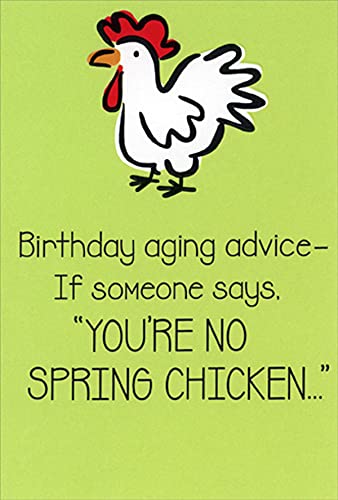 Birthday aging advice–
If someone says,
"YOU'RE NO
SPRING CHICKEN..."